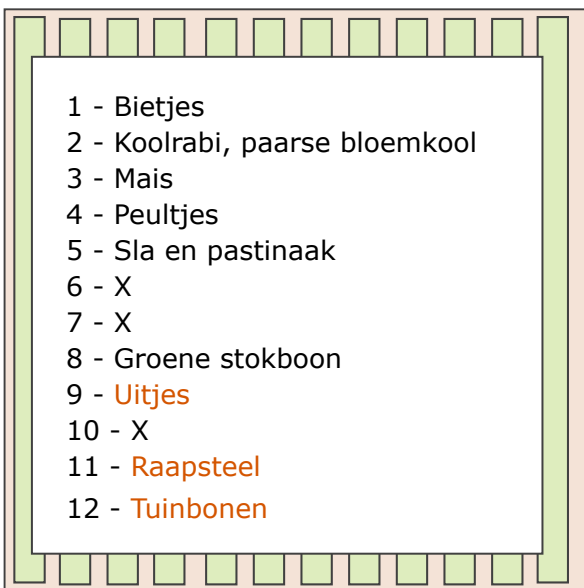 1 - Bietjes
2 - Koolrabi, paarse bloemkool
3 - Mais
4 - Peultjes
5 - Sla en pastinaak
6 - X
7 - X
8 - Groene stokboon
9 - Uitjes
10 - X
11 - Raapsteel
12 - Tuinbonen